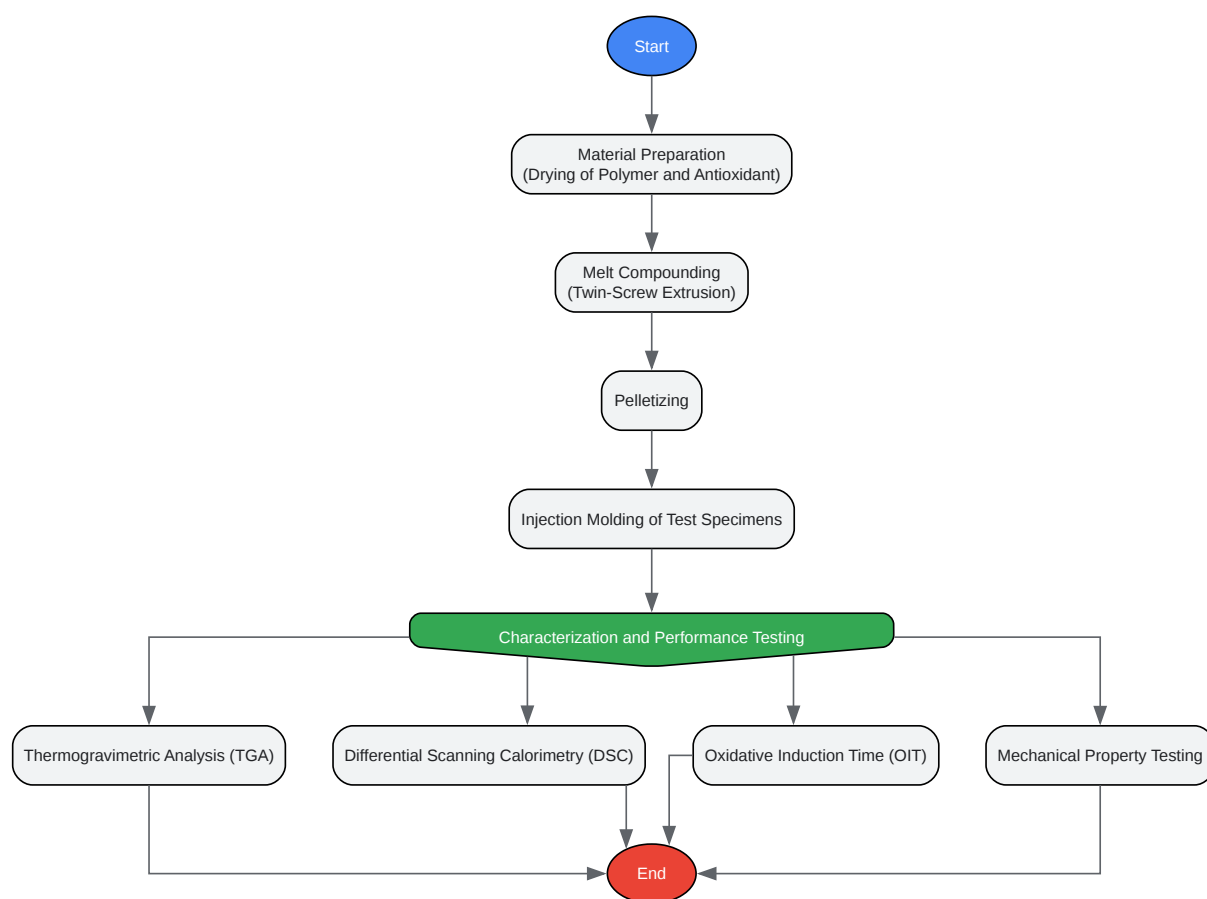 Start
Material Preparation
(Drying of Polymer and Antioxidant)
Melt Compounding
(Twin-Screw Extrusion)
Pelletizing
Injection Molding of Test Specimens
Characterization and Performance Testing
Thermogravimetric Analysis (TGA)
Differential Scanning Calorimetry (DSC)
Oxidative Induction Time (OIT)
Mechanical Property Testing
End